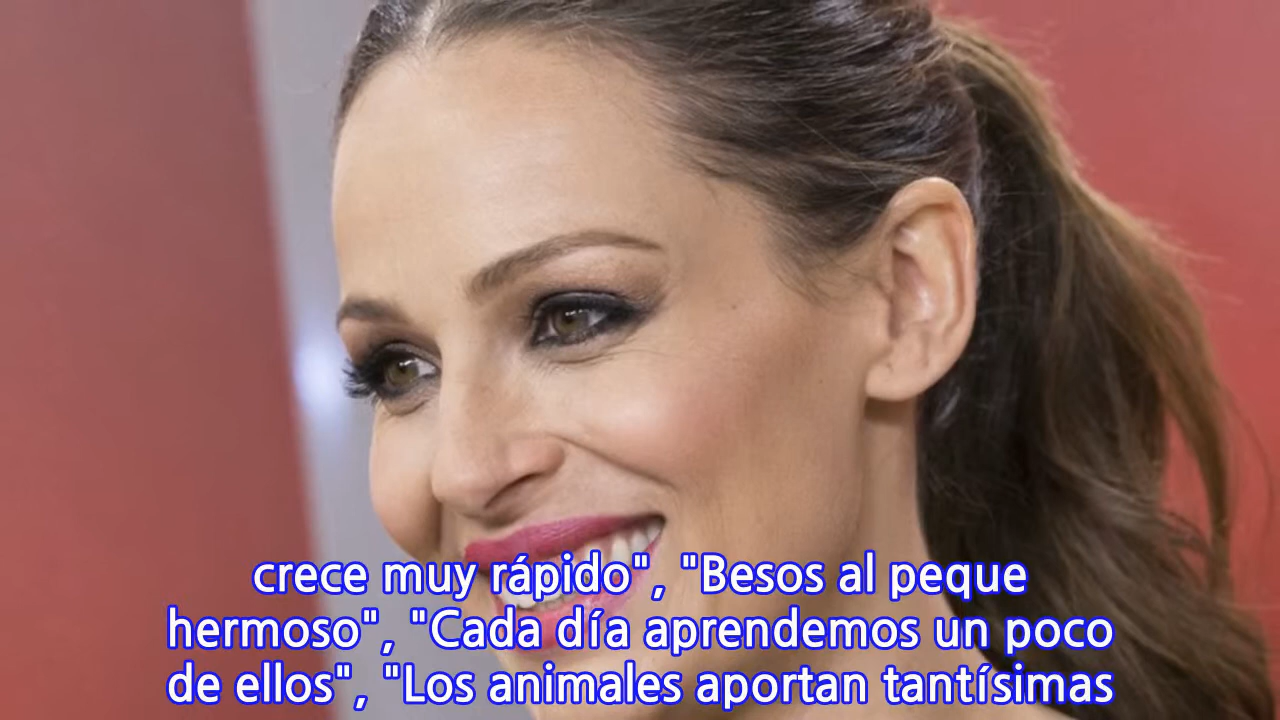 crece muy rápido", "Besos al peque
hermoso", "Cada día aprendemos un poco
de ellos", "Los animales aportan tantísimas